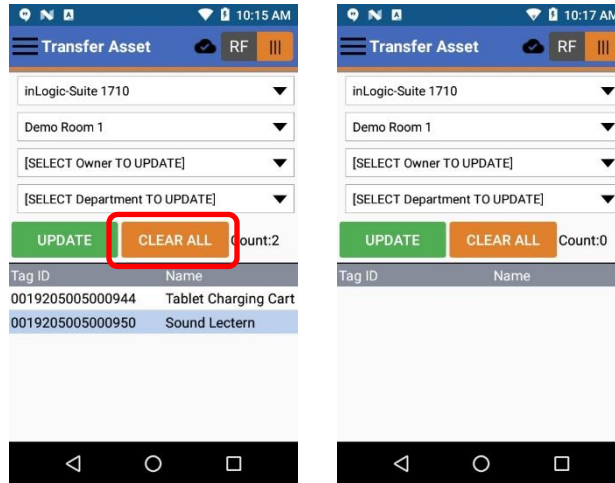 10:15 AM
Transfer Asset RF
inLogic-Suite 1710
Demo Room 1
[SELECT Owner TO UPDATE]
[SELECT Department TO UPDATE]
UPDATE CLEAR ALL Count:2
Tag ID Name
0019205005000944 Tablet Charging Cart
0019205005000950 Sound Lectern
10:17 AM
Transfer Asset RF
inLogic-Suite 1710
Demo Room 1
[SELECT Owner TO UPDATE]
[SELECT Department TO UPDATE]
UPDATE CLEAR ALL Count:0
Tag ID Name